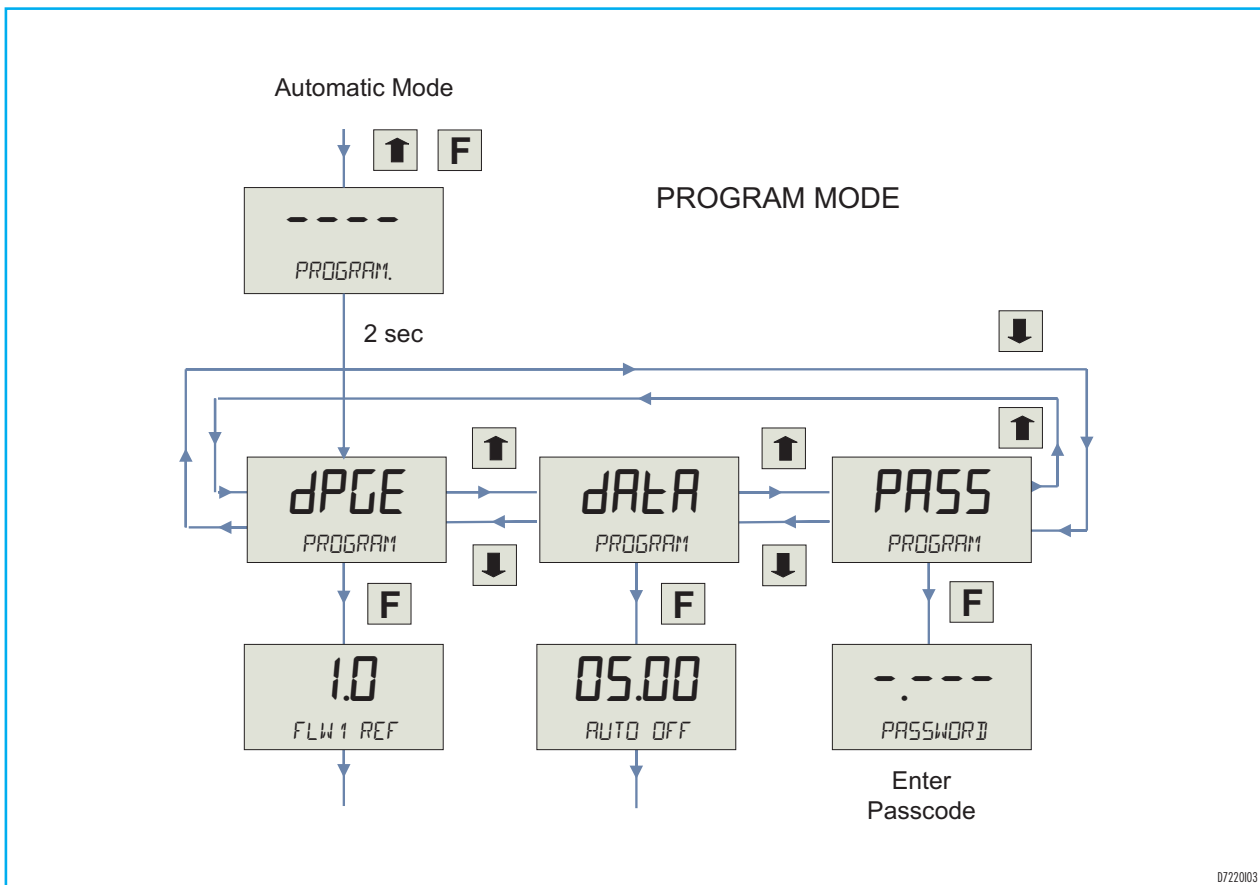 Automatic Mode
F
PROGRAM MODE
----
PROGRAM.
2 sec
dPGE
PROGRAM
dAtA
PROGRAM
PASS
PROGRAM
F
F
F
1.0
FLW1 REF
05.00
AUTO OFF
-.---
PASSWORD
Enter
Passcode
D7220I03